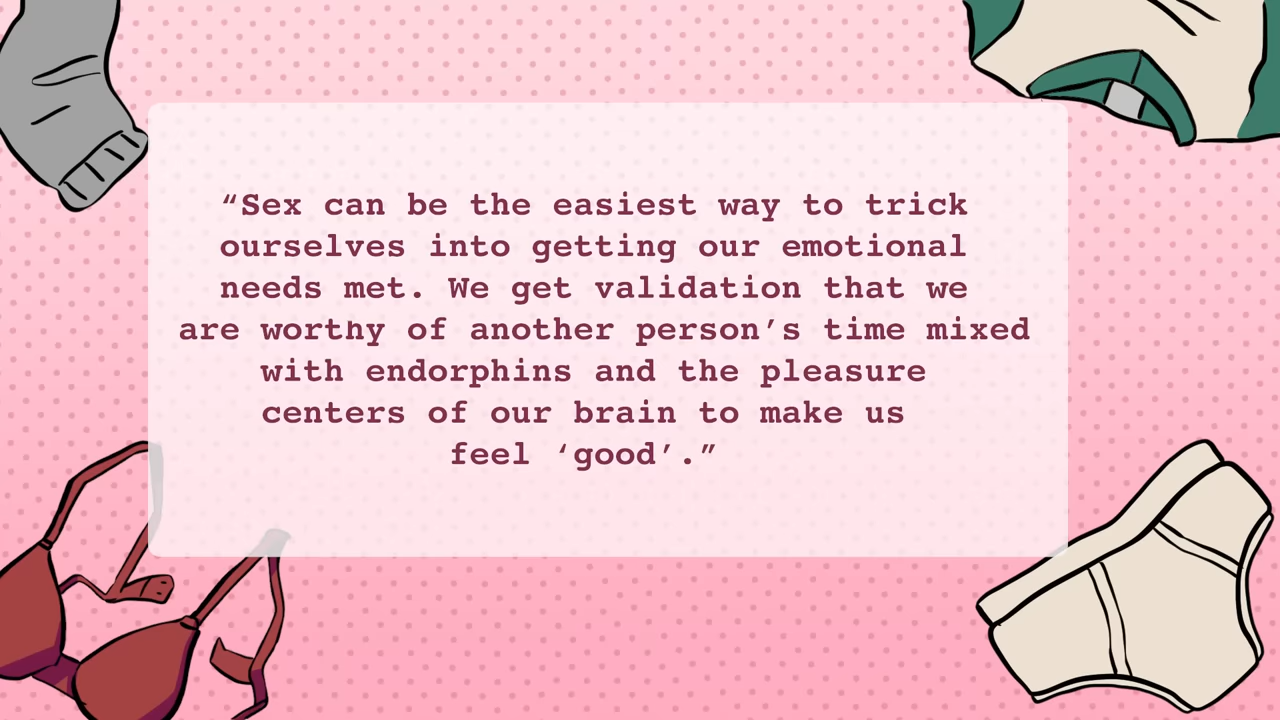 “Sex can be the easiest way to trick
ourselves into getting our emotional
needs met. We get validation that we
are worthy of another person’s time mixed
with endorphins and the pleasure
centers of our brain to make us
feel ‘good’.”